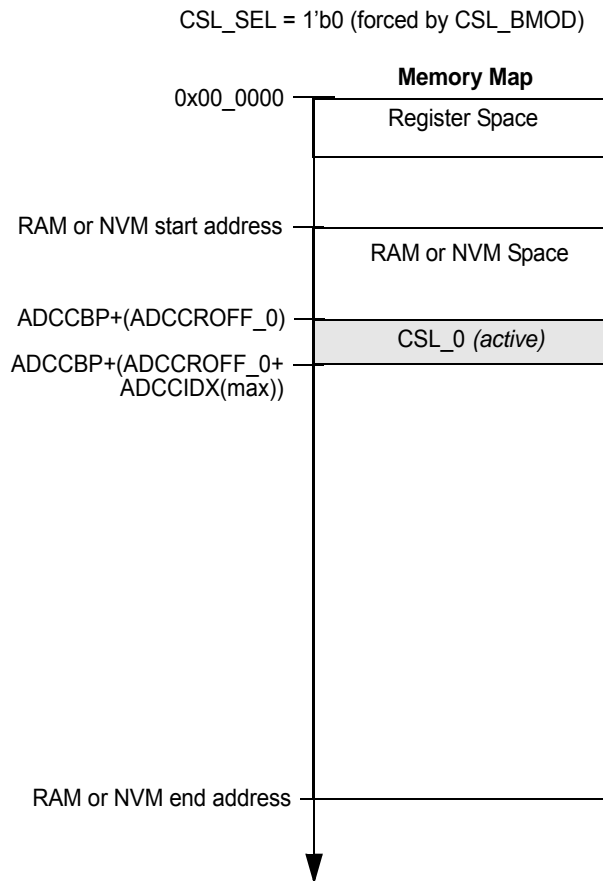 CSL_SEL = 1'b0 (forced by CSL_BMOD)
Memory Map
0x00_0000
Register Space
RAM or NVM start address
RAM or NVM Space
ADCCBP+(ADCCROFF_0)
CSL_0 (active)
ADCCBP+(ADCCROFF_0+
ADCCIDX(max))
RAM or NVM end address